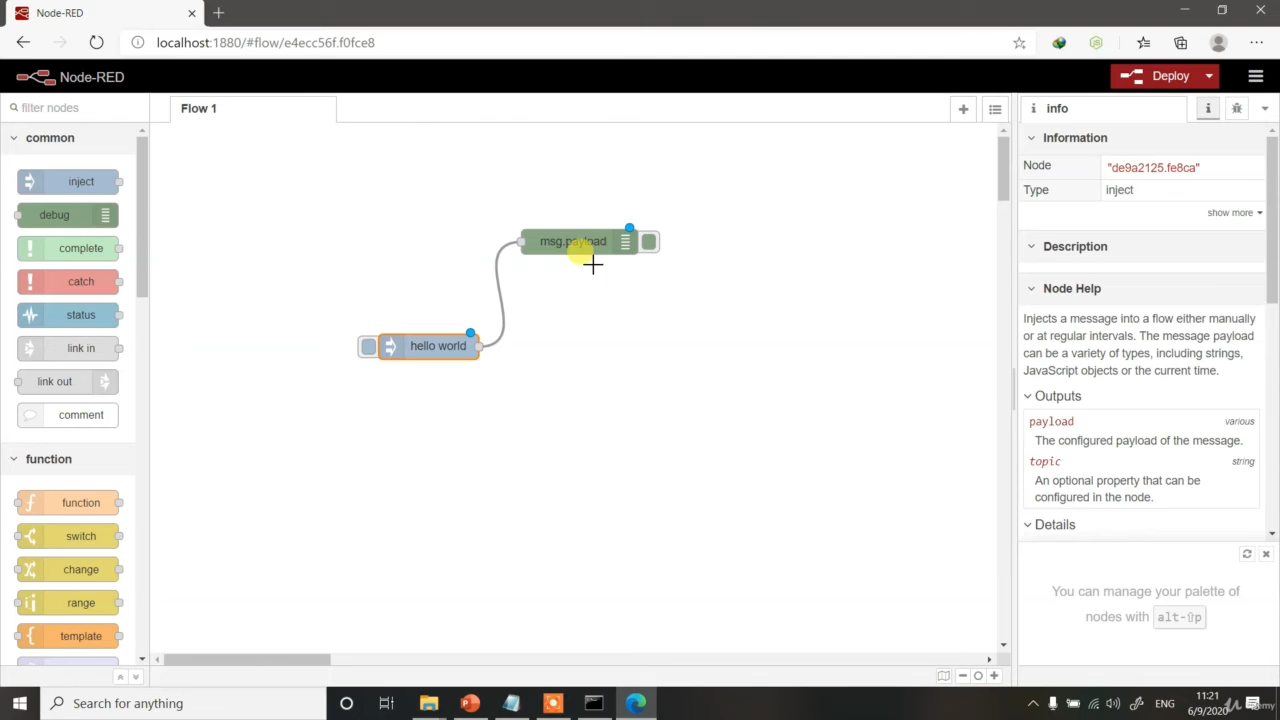 Node-RED
localhost:1880/#flow/e4ecc56f.f0fce8
Node-RED
Deploy
filter nodes
Flow 1
info
common
inject
debug
complete
catch
status
link in
link out
comment
function
function
switch
change
range
template
msg.payload
hello world
Information
Node "de9a2125.fe8ca"
Type inject
show more
Description
Node Help
Injects a message into a flow either manually
or at regular intervals. The message payload
can be a variety of types, including strings,
JavaScript objects or the current time.
Outputs
payload various
The configured payload of the message.
topic string
An optional property that can be
configured in the node.
Details
You can manage your palette of
nodes with alt-⇧p
Search for anything
ENG
11:21
6/9/2020